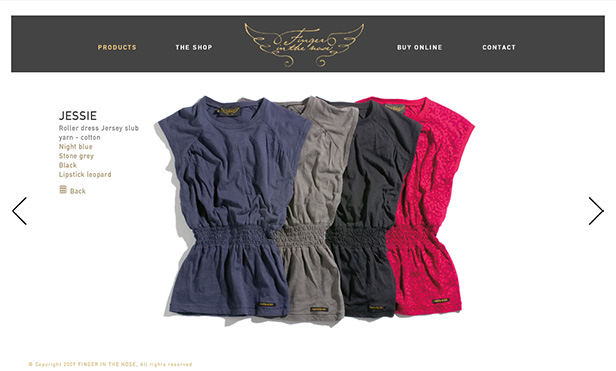 PRODUCTS
THE SHOP
Finger
in the nose
BUY ONLINE
CONTACT
JESSIE
Roller dress Jersey slub
yarn - cotton
Night blue
Stone grey
Black
Lipstick leopard
Back
© Copyright 2009 FINGER IN THE NOSE, All rights reserved